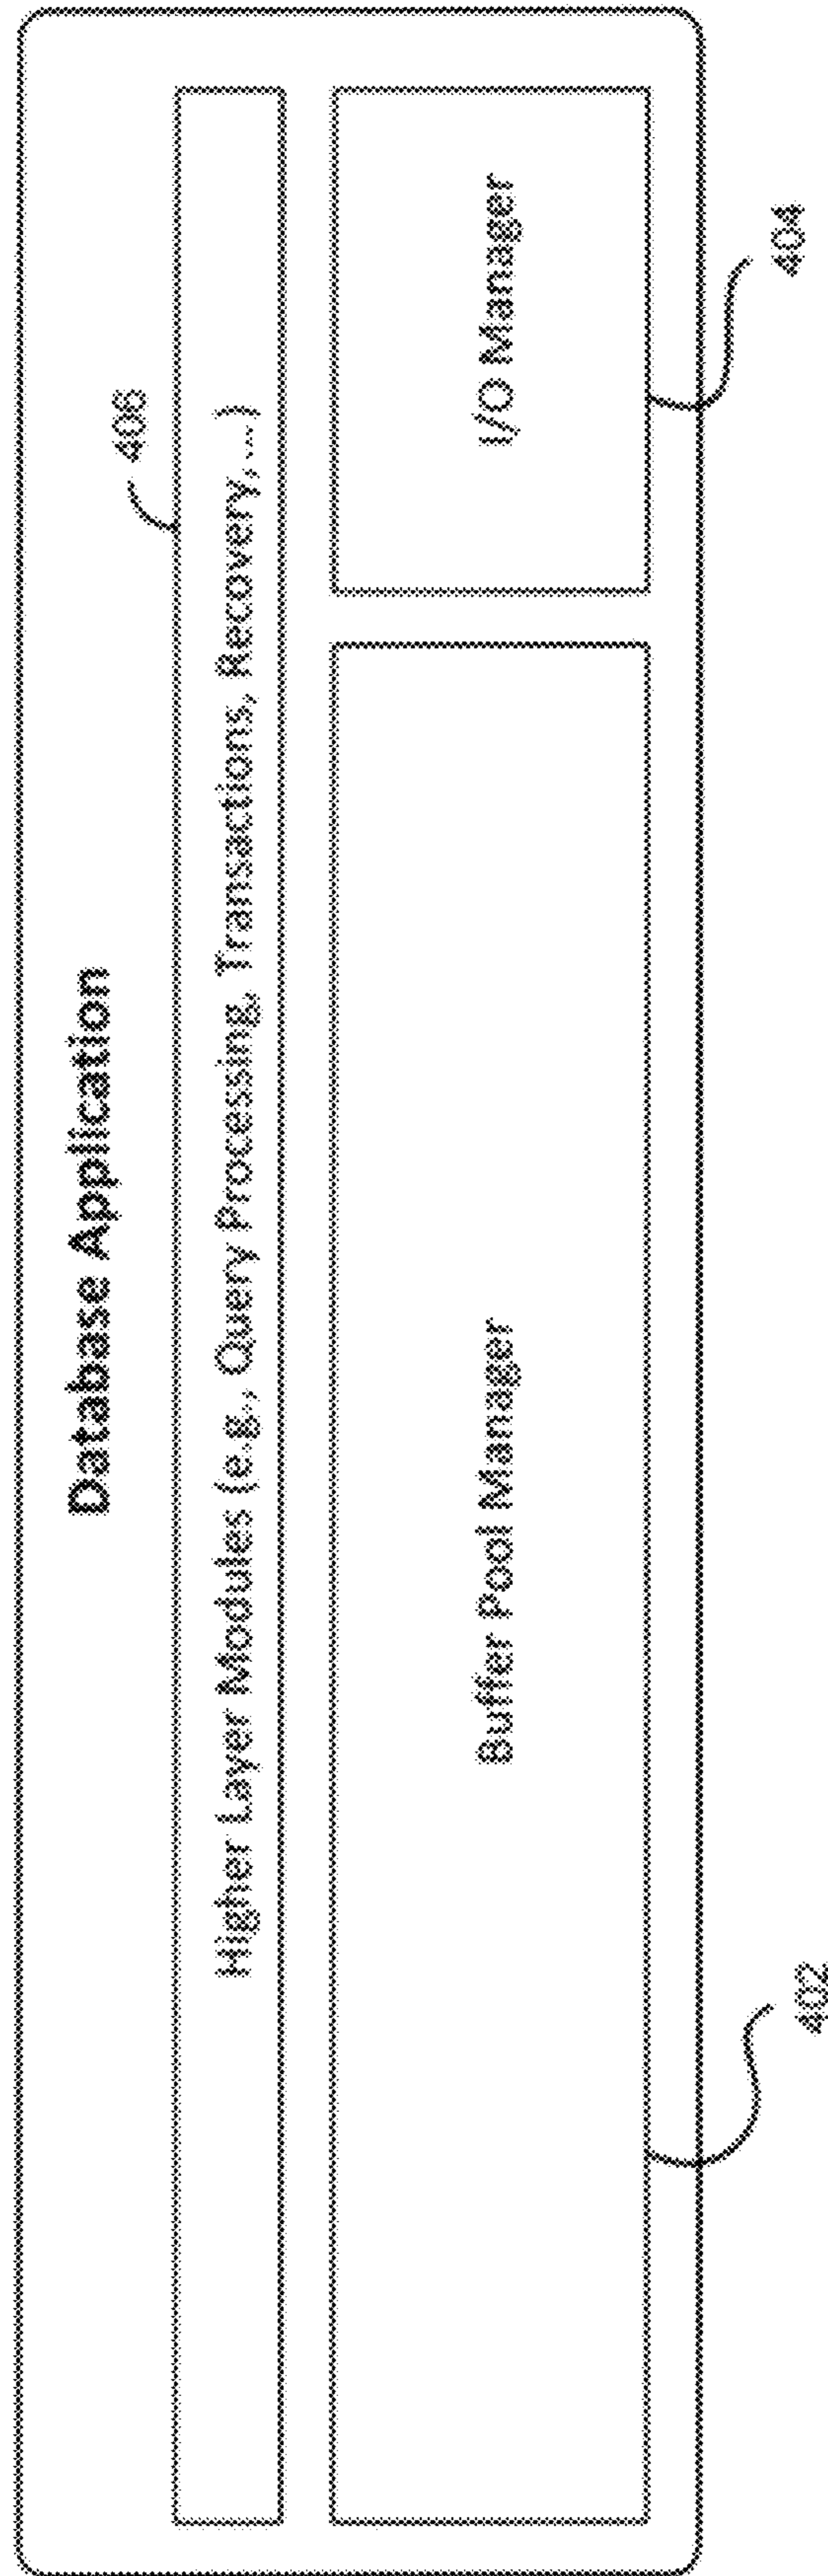 Database Application
406
Higher Layer Modules (e.g., Query Processing, Transactions, Recovery,...)
Buffer Pool Manager
I/O Manager
402
404